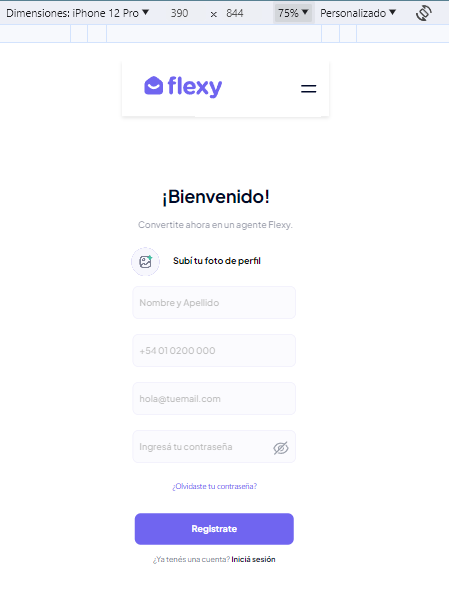 Dimensiones: iPhone 12 Pro ▼ 390 x 844 75% ▼ Personalizado ▼
flexy
¡Bienvenido!
Convertite ahora en un agente Flexy.
Subí tu foto de perfil
Nombre y Apellido
+54 01 0200 000
hola@tuemail.com
Ingresá tu contraseña
¿Olvidaste tu contraseña?
Registrate
¿Ya tenés una cuenta? Iniciá sesión